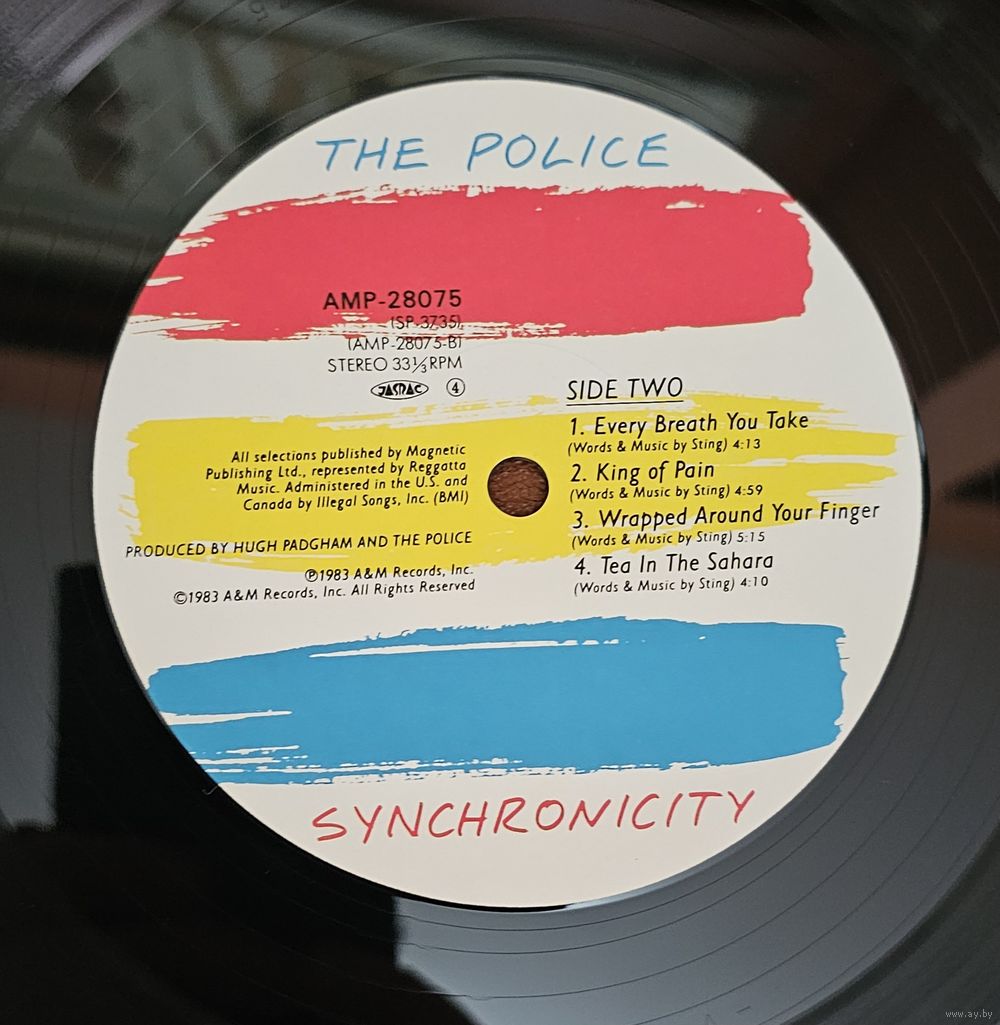 THE POLICE
AMP-28075
(SP-3735)
(AMP-28075-B)
STEREO 33⅓RPM
JASRAC ④
All selections published by Magnetic
Publishing Ltd., represented by Reggatta
Music. Administered in the U.S. and
Canada by Illegal Songs, Inc. (BMI)
PRODUCED BY HUGH PADGHAM AND THE POLICE
℗1983 A&M Records, Inc.
©1983 A&M Records, Inc. All Rights Reserved
SIDE TWO
1. Every Breath You Take
(Words & Music by Sting) 4:13
2. King of Pain
(Words & Music by Sting) 4:59
3. Wrapped Around Your Finger
(Words & Music by Sting) 5:15
4. Tea In The Sahara
(Words & Music by Sting) 4:10
SYNCHRONICITY
www.ay.by